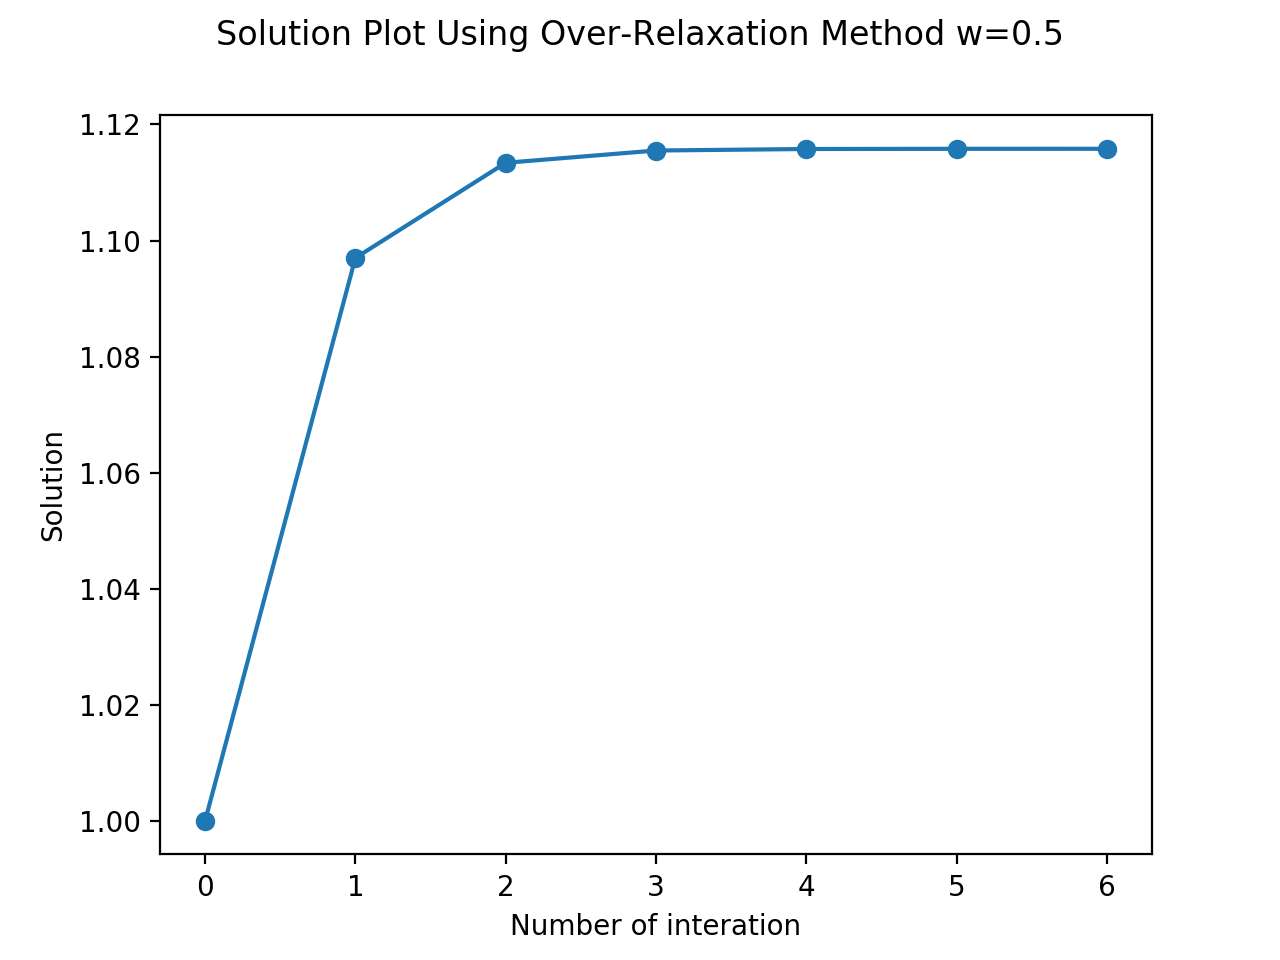 Solution Plot Using Over-Relaxation Method w=0.5
1.12
1.10
1.08
1.06
1.04
1.02
1.00
Solution
0 1 2 3 4 5 6
Number of interation